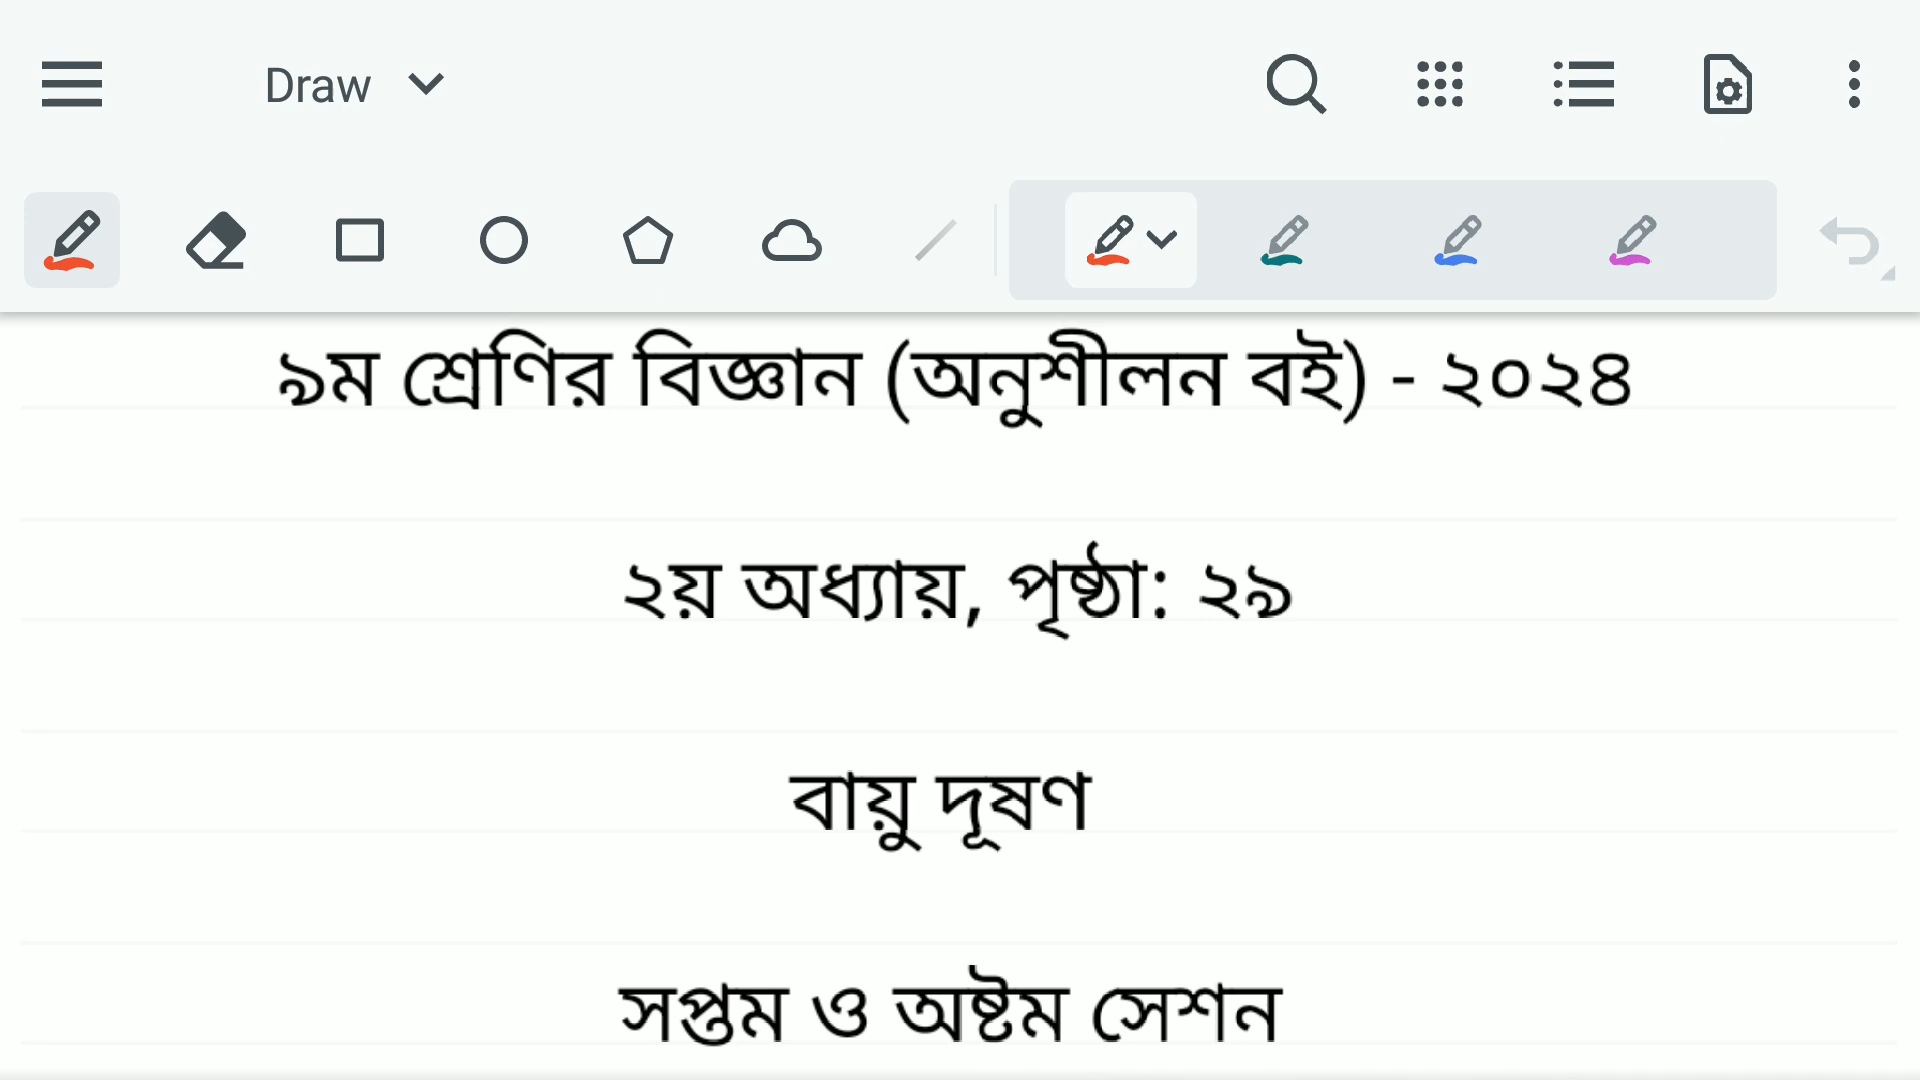 Draw
৯ম শ্রেণির বিজ্ঞান (অনুশীলন বই) - ২০২৪
২য় অধ্যায়, পৃষ্ঠা: ২৯
বায়ু দূষণ
সপ্তম ও অষ্টম সেশন